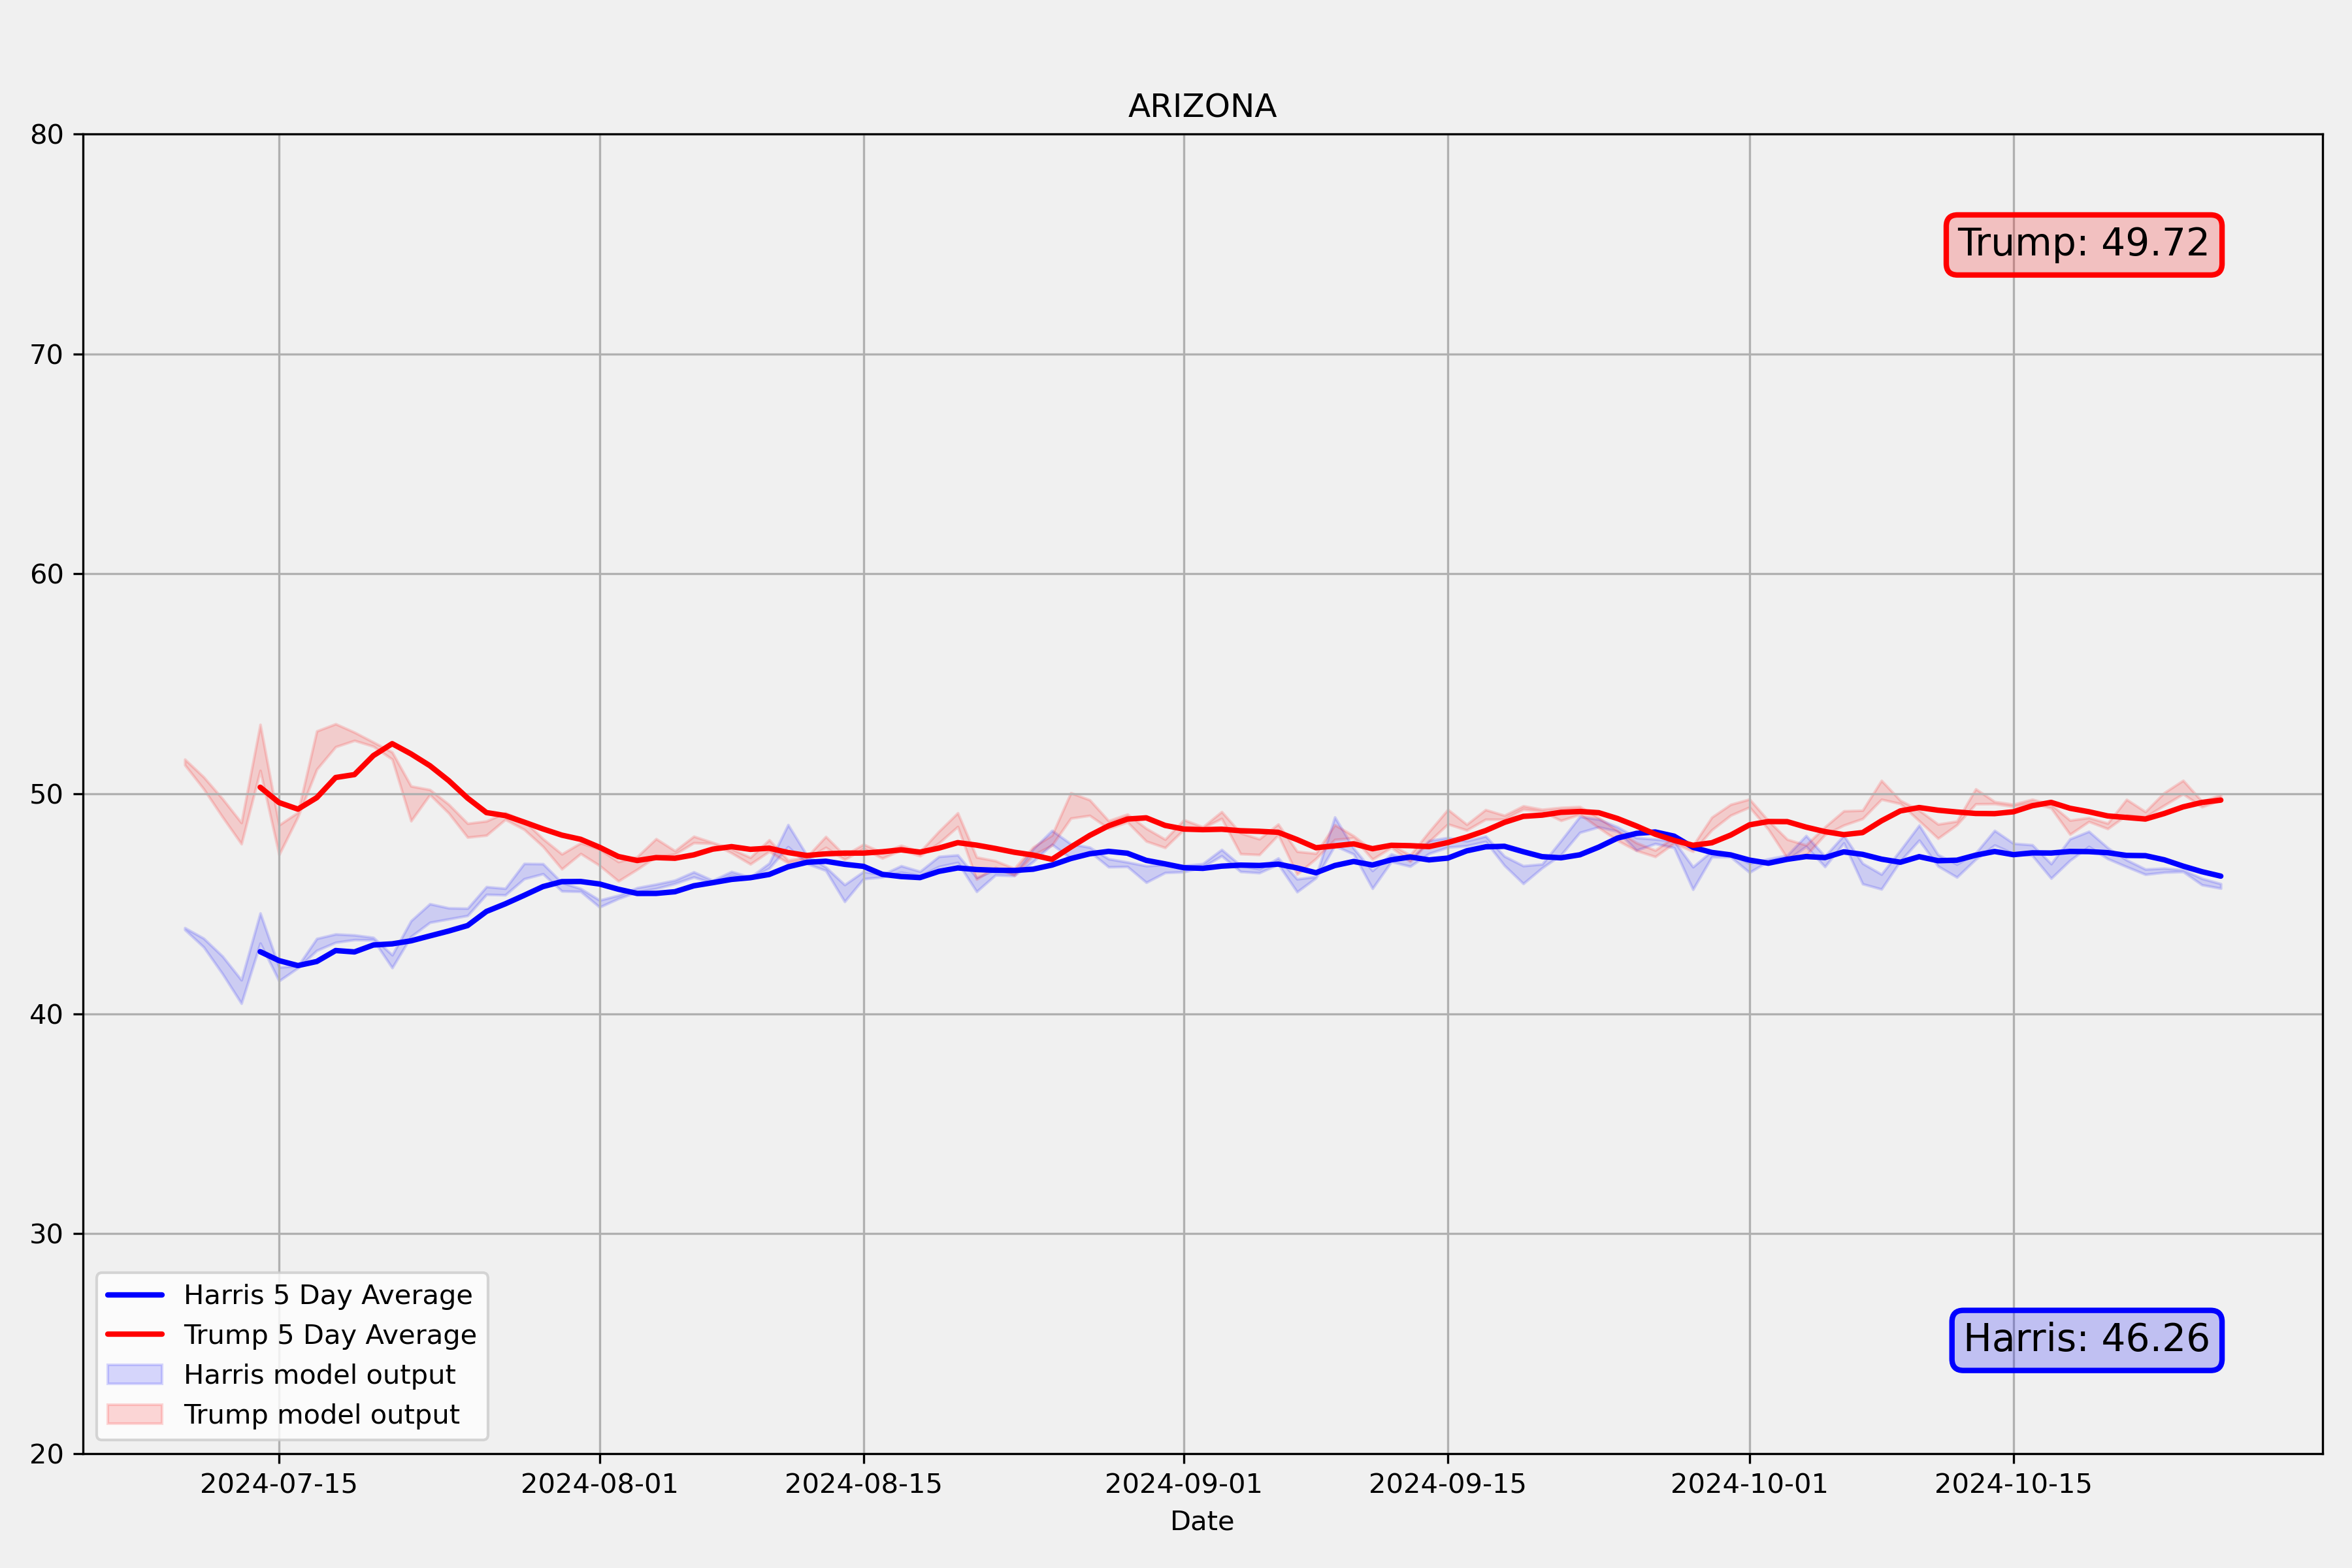 ARIZONA
80
70
60
50
40
30
20
Trump: 49.72
Harris: 46.26
Harris 5 Day Average
Trump 5 Day Average
Harris model output
Trump model output
2024-07-15 2024-08-01 2024-08-15 2024-09-01 2024-09-15 2024-10-01 2024-10-15
Date